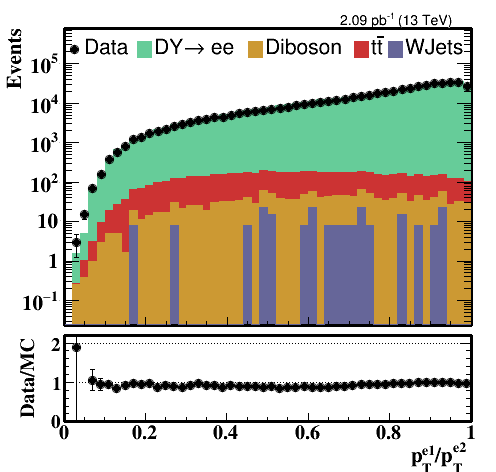 2.09 pb⁻¹ (13 TeV)
Data DY→ ee Diboson tt̄ WJets
Events
10⁵
10⁴
10³
10²
10
1
10⁻¹
Data/MC
2
1
0
0 0.2 0.4 0.6 0.8 1
p_T^e1/p_T^e2